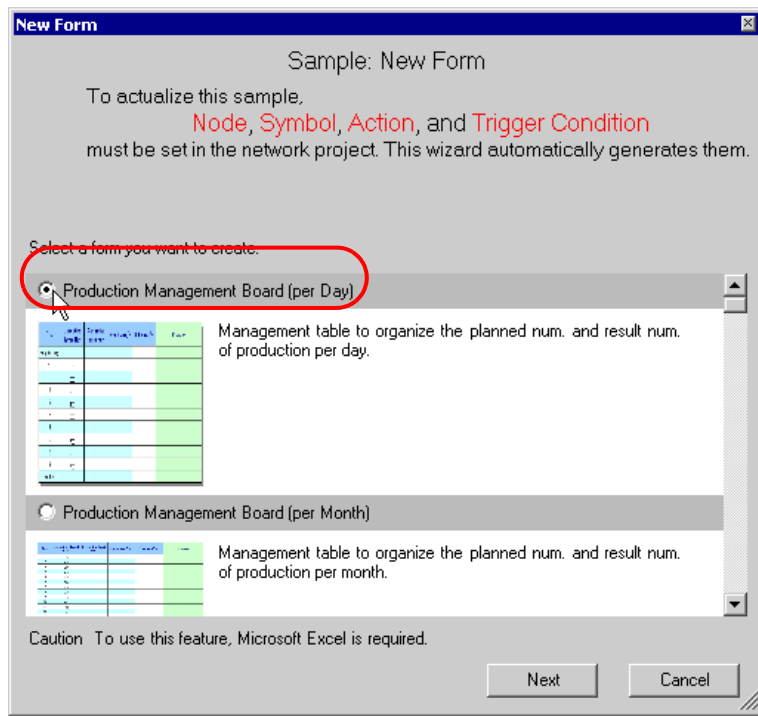 New Form
Sample: New Form
To actualize this sample,
Node, Symbol, Action, and Trigger Condition
must be set in the network project. This wizard automatically generates them.
Select a form you want to create.
Production Management Board (per Day)
Management table to organize the planned num. and result num.
of production per day.
Production Management Board (per Month)
Management table to organize the planned num. and result num.
of production per month.
Caution To use this feature, Microsoft Excel is required.
Next
Cancel